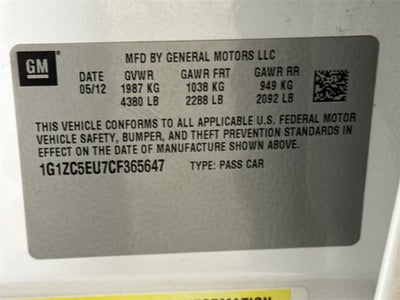 GM
MFD BY GENERAL MOTORS LLC
DATE GVWR GAWR FRT GAWR RR
05/12 1987 KG 1038 KG 949 KG
4380 LB 2288 LB 2092 LB
THIS VEHICLE CONFORMS TO ALL APPLICABLE U.S. FEDERAL MOTOR
VEHICLE SAFETY, BUMPER, AND THEFT PREVENTION STANDARDS
IN EFFECT ON THE DATE OF MANUFACTURE SHOWN ABOVE.
1G1ZC5EU7CF365647 TYPE: PASS CAR
INFORMATION